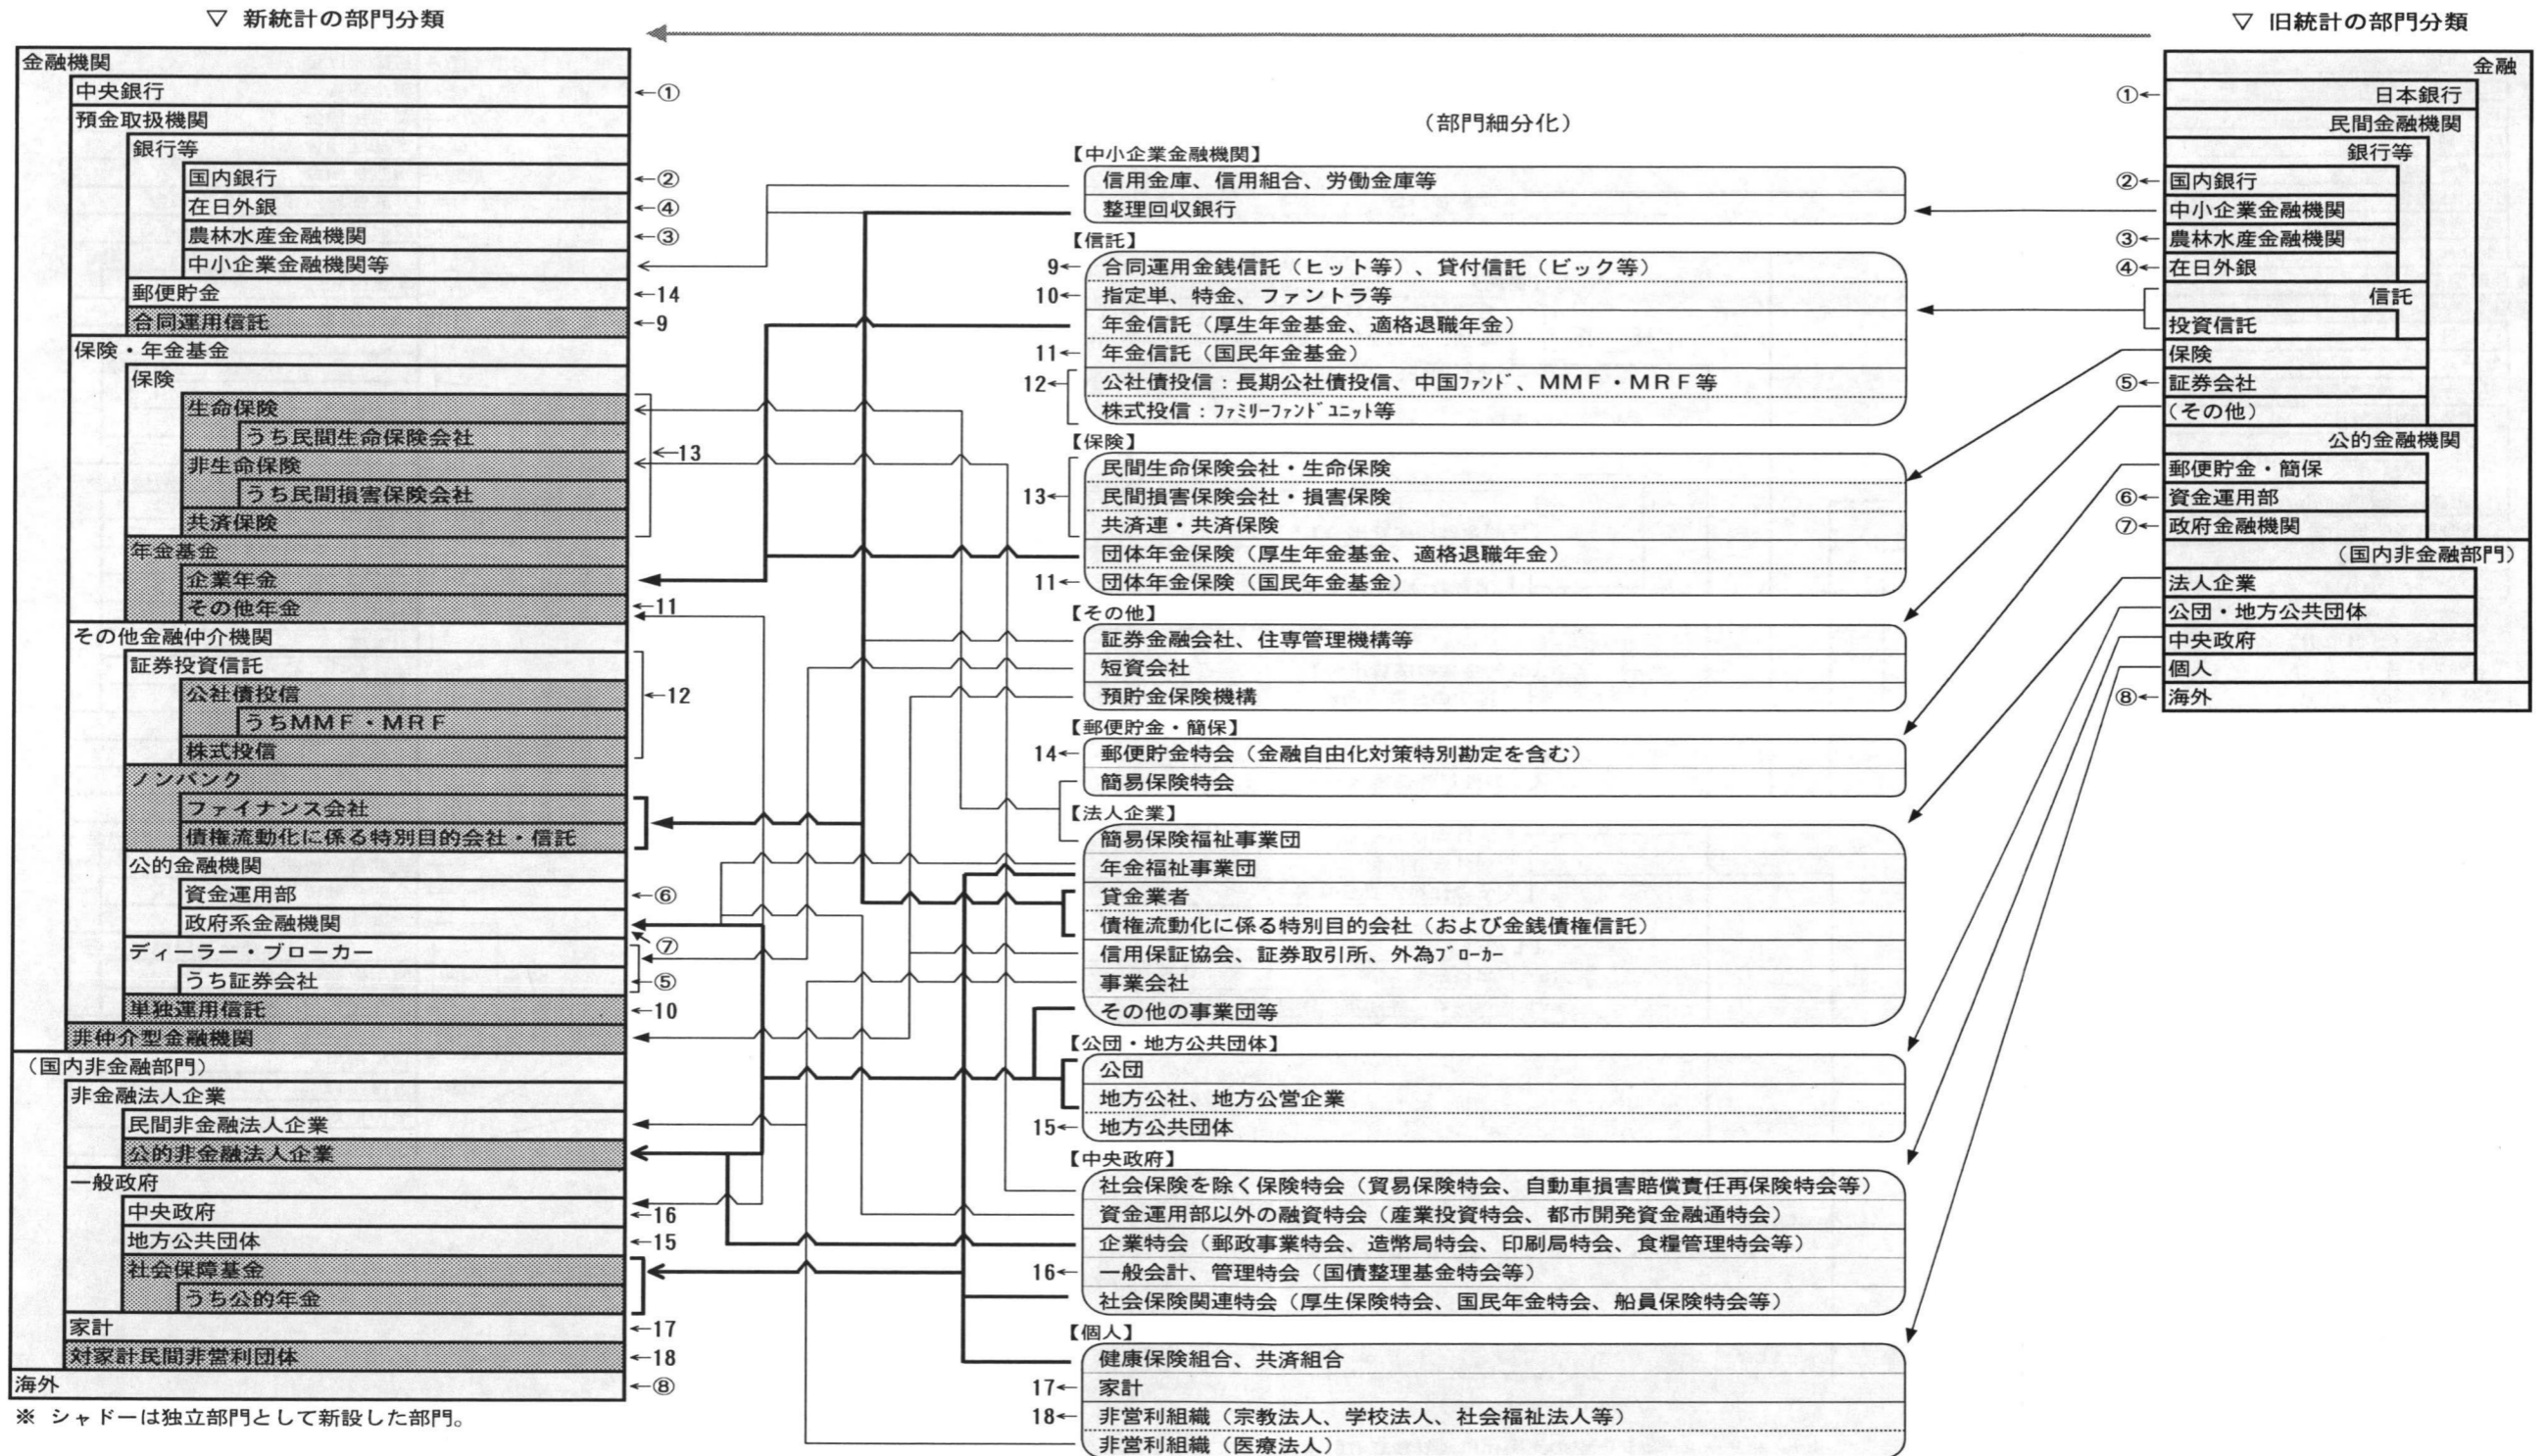 ▽ 新統計の部門分類
金融機関
中央銀行
←①
預金取扱機関
銀行等
国内銀行
←②
在日外銀
←④
農林水産金融機関
←③
中小企業金融機関等
郵便貯金
←14
合同運用信託
←9
保険・年金基金
保険
生命保険
うち民間生命保険会社
←13
非生命保険
うち民間損害保険会社
共済保険
年金基金
企業年金
その他年金
←11
その他金融仲介機関
証券投資信託
公社債投信
←12
うちMMF・MRF
株式投信
ノンバンク
ファイナンス会社
債権流動化に係る特別目的会社・信託
公的金融機関
資金運用部
←⑥
政府系金融機関
⑦
ディーラー・ブローカー
うち証券会社
←⑤
単独運用信託
←10
非仲介型金融機関
(国内非金融部門)
非金融法人企業
民間非金融法人企業
公的非金融法人企業
一般政府
中央政府
←16
地方公共団体
←15
社会保障基金
うち公的年金
家計
←17
対家計民間非営利団体
←18
海外
←⑧
※ シャドーは独立部門として新設した部門。
(部門細分化)
【中小企業金融機関】
信用金庫、信用組合、労働金庫等
整理回収銀行
【信託】
9← 合同運用金銭信託(ヒット等)、貸付信託(ビック等)
10← 指定単、特金、ファントラ等
年金信託(厚生年金基金、適格退職年金)
11← 年金信託(国民年金基金)
12← 公社債投信:長期公社債投信、中国ファンド、MMF・MRF等
株式投信:ファミリーファンドユニット等
【保険】
民間生命保険会社・生命保険
13← 民間損害保険会社・損害保険
共済連・共済保険
団体年金保険(厚生年金基金、適格退職年金)
11← 団体年金保険(国民年金基金)
【その他】
証券金融会社、住専管理機構等
短資会社
預貯金保険機構
【郵便貯金・簡保】
14← 郵便貯金特会(金融自由化対策特別勘定を含む)
簡易保険特会
【法人企業】
簡易保険福祉事業団
年金福祉事業団
貸金業者
債権流動化に係る特別目的会社(および金銭債権信託)
信用保証協会、証券取引所、外為ブローカー
事業会社
その他の事業団等
【公団・地方公共団体】
公団
地方公社、地方公営企業
15← 地方公共団体
【中央政府】
社会保険を除く保険特会(貿易保険特会、自動車損害賠償責任再保険特会等)
資金運用部以外の融資特会(産業投資特会、都市開発資金融通特会)
企業特会(郵政事業特会、造幣局特会、印刷局特会、食糧管理特会等)
16← 一般会計、管理特会(国債整理基金特会等)
社会保険関連特会(厚生保険特会、国民年金特会、船員保険特会等)
【個人】
健康保険組合、共済組合
17← 家計
18← 非営利組織(宗教法人、学校法人、社会福祉法人等)
非営利組織(医療法人)
▽ 旧統計の部門分類
金融
①← 日本銀行
民間金融機関
銀行等
②← 国内銀行
中小企業金融機関
③← 農林水産金融機関
④← 在日外銀
信託
投資信託
保険
⑤← 証券会社
(その他)
公的金融機関
郵便貯金・簡保
⑥← 資金運用部
⑦← 政府金融機関
(国内非金融部門)
法人企業
公団・地方公共団体
中央政府
個人
⑧← 海外